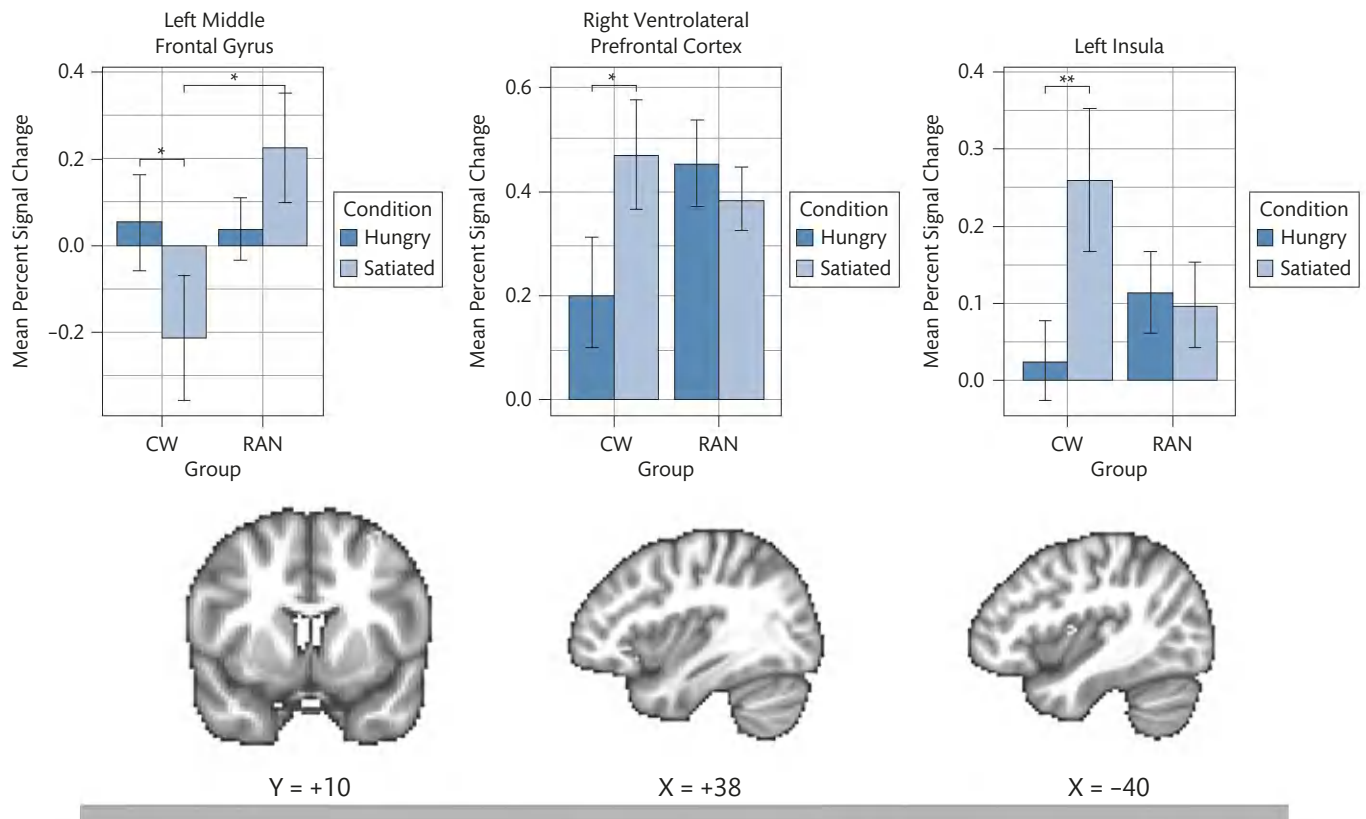 Left Middle
Frontal Gyrus
Mean Percent Signal Change
0.4
0.2
0.0
−0.2
*
*
CW
RAN
Group
Condition
Hungry
Satiated
Right Ventrolateral
Prefrontal Cortex
Mean Percent Signal Change
0.6
0.4
0.2
0.0
*
CW
RAN
Group
Condition
Hungry
Satiated
Left Insula
Mean Percent Signal Change
0.4
0.3
0.2
0.1
0.0
**
CW
RAN
Group
Condition
Hungry
Satiated
Y = +10
X = +38
X = −40